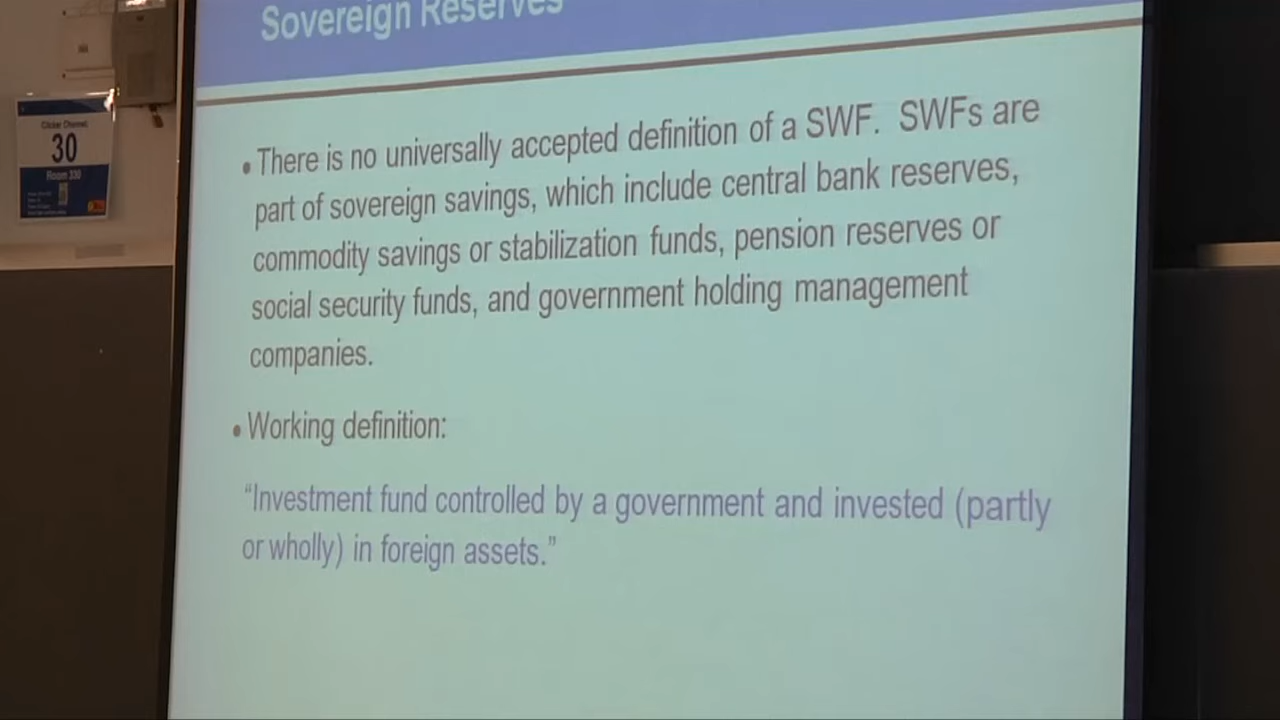 Sovereign Reserves
Clicker Channel:
30
Room 330
• There is no universally accepted definition of a SWF. SWFs are
part of sovereign savings, which include central bank reserves,
commodity savings or stabilization funds, pension reserves or
social security funds, and government holding management
companies.
• Working definition:
“Investment fund controlled by a government and invested (partly
or wholly) in foreign assets.”